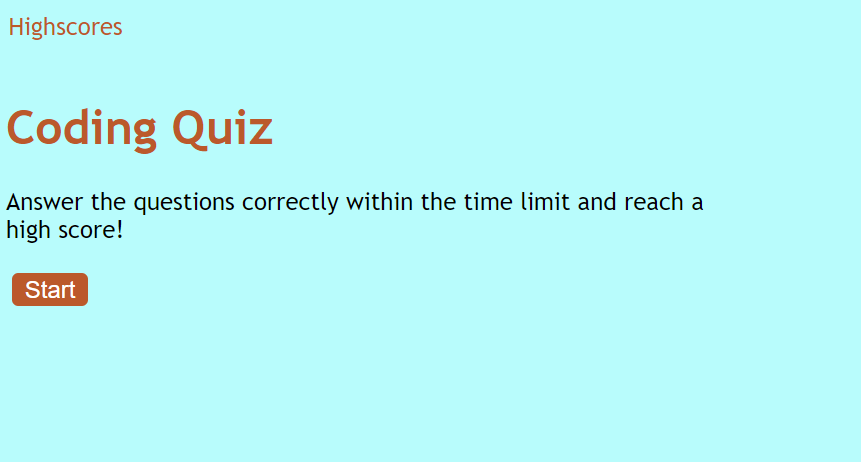 Highscores
Coding Quiz
Answer the questions correctly within the time limit and reach a
high score!
Start